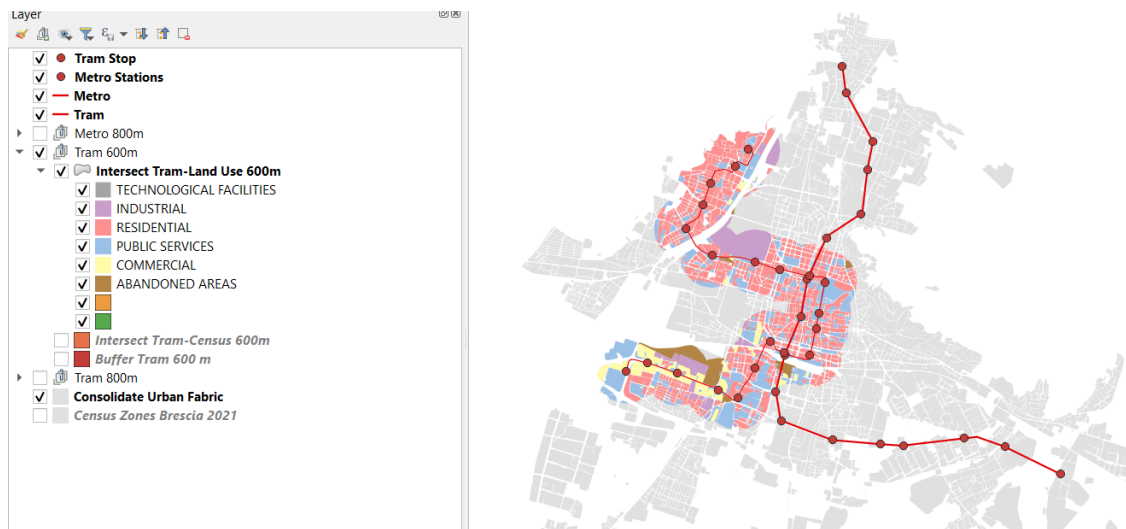 Layer
Tram Stop
Metro Stations
Metro
Tram
Metro 800m
Tram 600m
Intersect Tram-Land Use 600m
TECHNOLOGICAL FACILITIES
INDUSTRIAL
RESIDENTIAL
PUBLIC SERVICES
COMMERCIAL
ABANDONED AREAS
Intersect Tram-Census 600m
Buffer Tram 600 m
Tram 800m
Consolidate Urban Fabric
Census Zones Brescia 2021